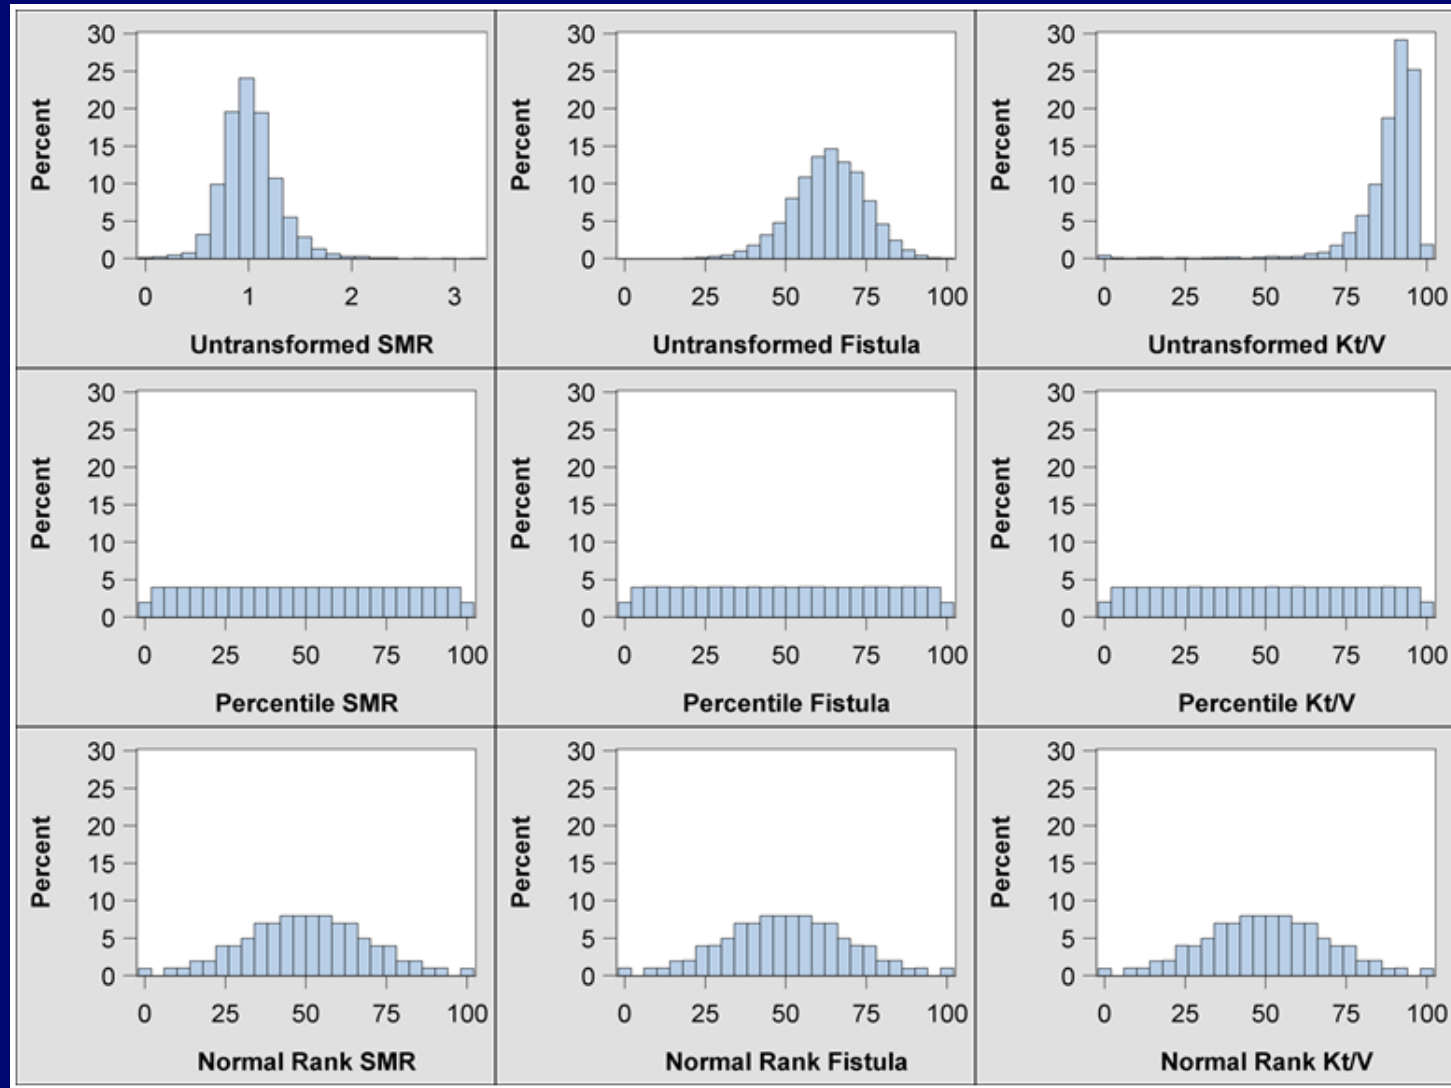 30
25
20
15
10
5
0
Percent
0 1 2 3
Untransformed SMR
30
25
20
15
10
5
0
Percent
0 25 50 75 100
Untransformed Fistula
30
25
20
15
10
5
0
Percent
0 25 50 75 100
Untransformed Kt/V
30
25
20
15
10
5
0
Percent
0 25 50 75 100
Percentile SMR
30
25
20
15
10
5
0
Percent
0 25 50 75 100
Percentile Fistula
30
25
20
15
10
5
0
Percent
0 25 50 75 100
Percentile Kt/V
30
25
20
15
10
5
0
Percent
0 25 50 75 100
Normal Rank SMR
30
25
20
15
10
5
0
Percent
0 25 50 75 100
Normal Rank Fistula
30
25
20
15
10
5
0
Percent
0 25 50 75 100
Normal Rank Kt/V